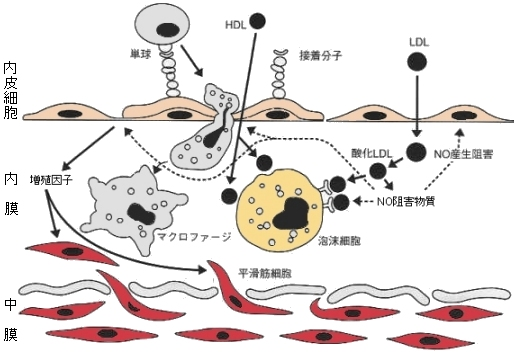 単球
HDL
接着分子
LDL
内皮細胞
酸化LDL
NO産生阻害
内膜
増殖因子
NO阻害物質
マクロファージ
泡沫細胞
平滑筋細胞
中膜